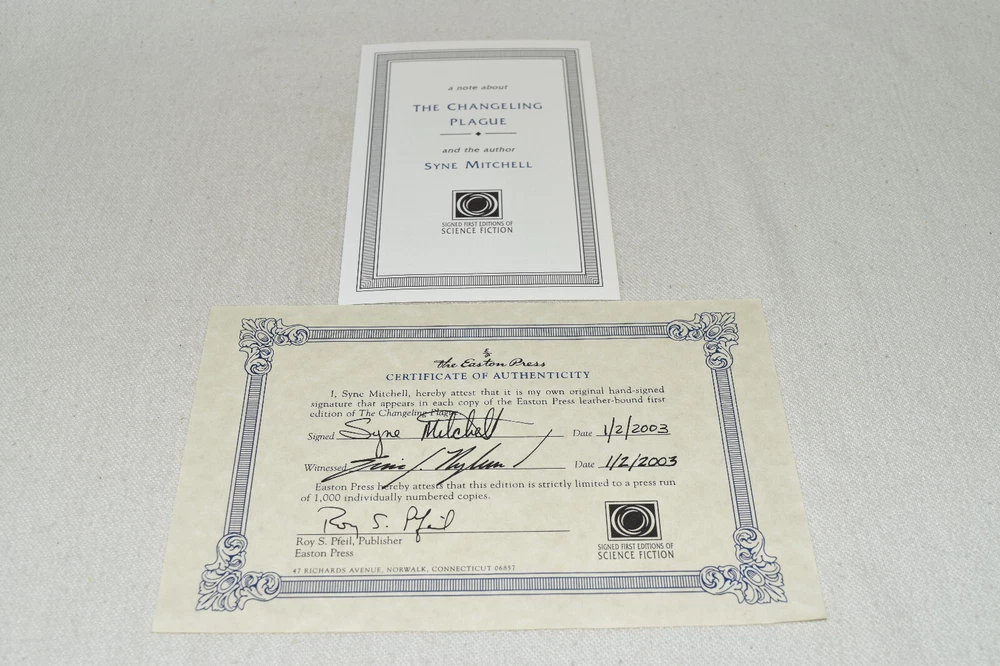 a note about
THE CHANGELING
PLAGUE
and the author
SYNE MITCHELL
SIGNED FIRST EDITIONS OF
SCIENCE FICTION
The Easton Press
CERTIFICATE OF AUTHENTICITY
I, Syne Mitchell, hereby attest that it is my own original hand-signed
signature that appears in each copy of the Easton Press leather-bound first
edition of The Changeling Plague.
Signed Syne Mitchell Date 1/2/2003
Witnessed Date 1/2/2003
Easton Press hereby attests that this edition is strictly limited to a press run
of 1,000 individually numbered copies.
Roy S. Pfeil
Roy S. Pfeil, Publisher
Easton Press
SIGNED FIRST EDITIONS OF
SCIENCE FICTION
47 RICHARDS AVENUE, NORWALK, CONNECTICUT 06857